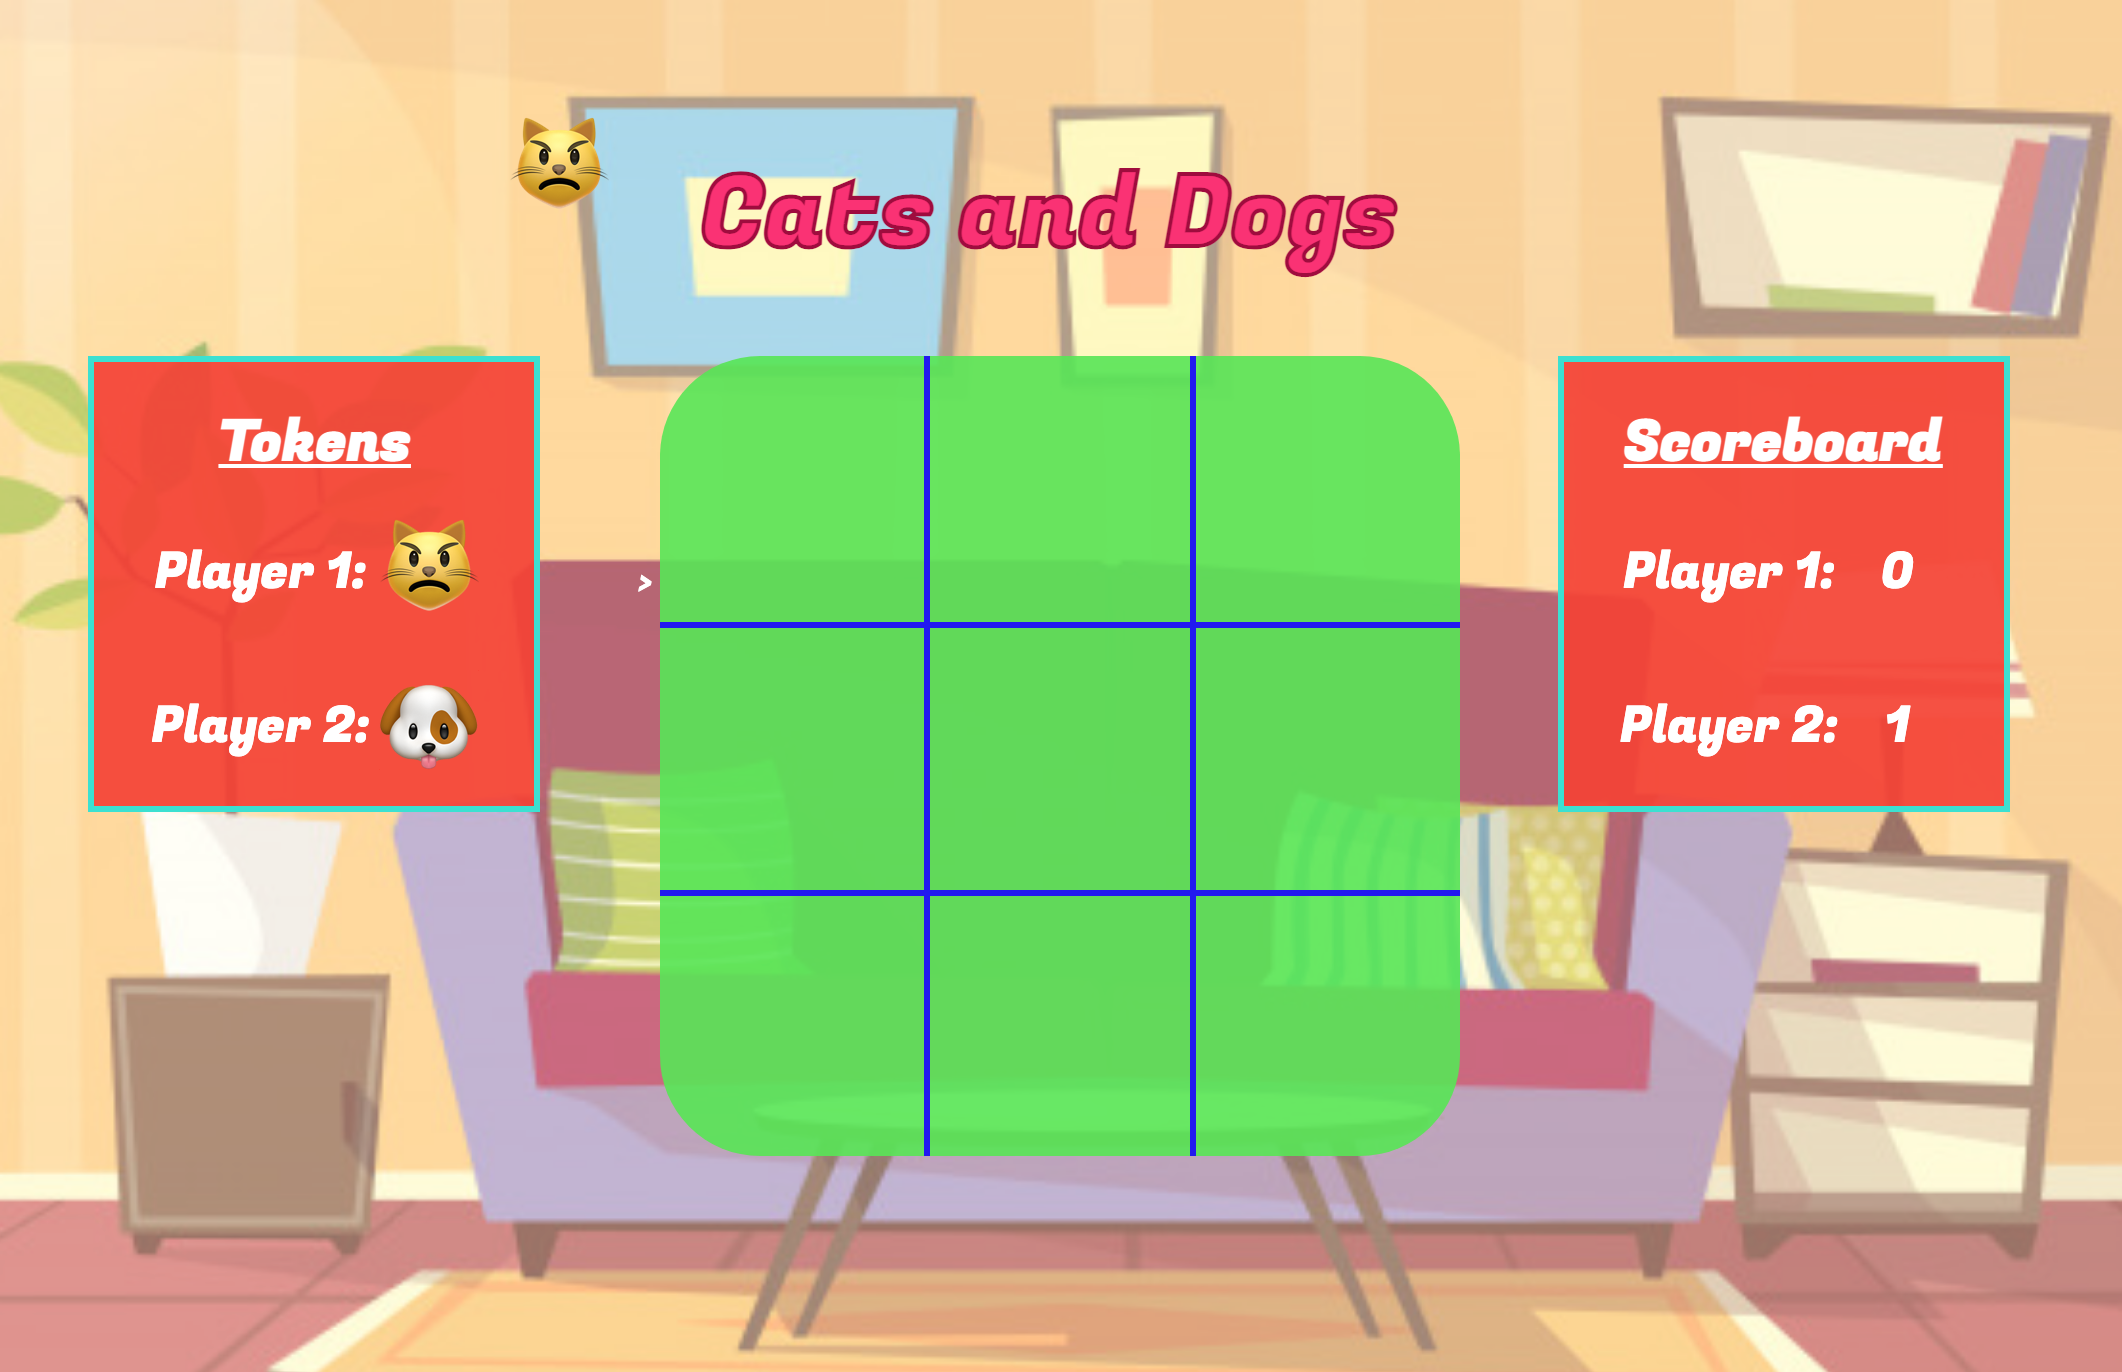 Cats and Dogs
Tokens
Player 1:
Player 2:
>
Scoreboard
Player 1: 0
Player 2: 1